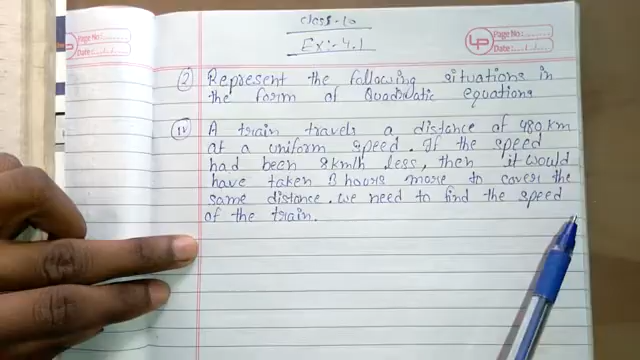 Class-10
Ex:- 4.1
Page No.:
Date:
LP
Page No.:
Date:
② Represent the following situations in
the form of Quadratic equations
(iv) A train travels a distance of 480 km
at a uniform speed. If the speed
had been 8km/h less, then it would
have taken 3 hours more to cover the
same distance. we need to find the speed
of the train.